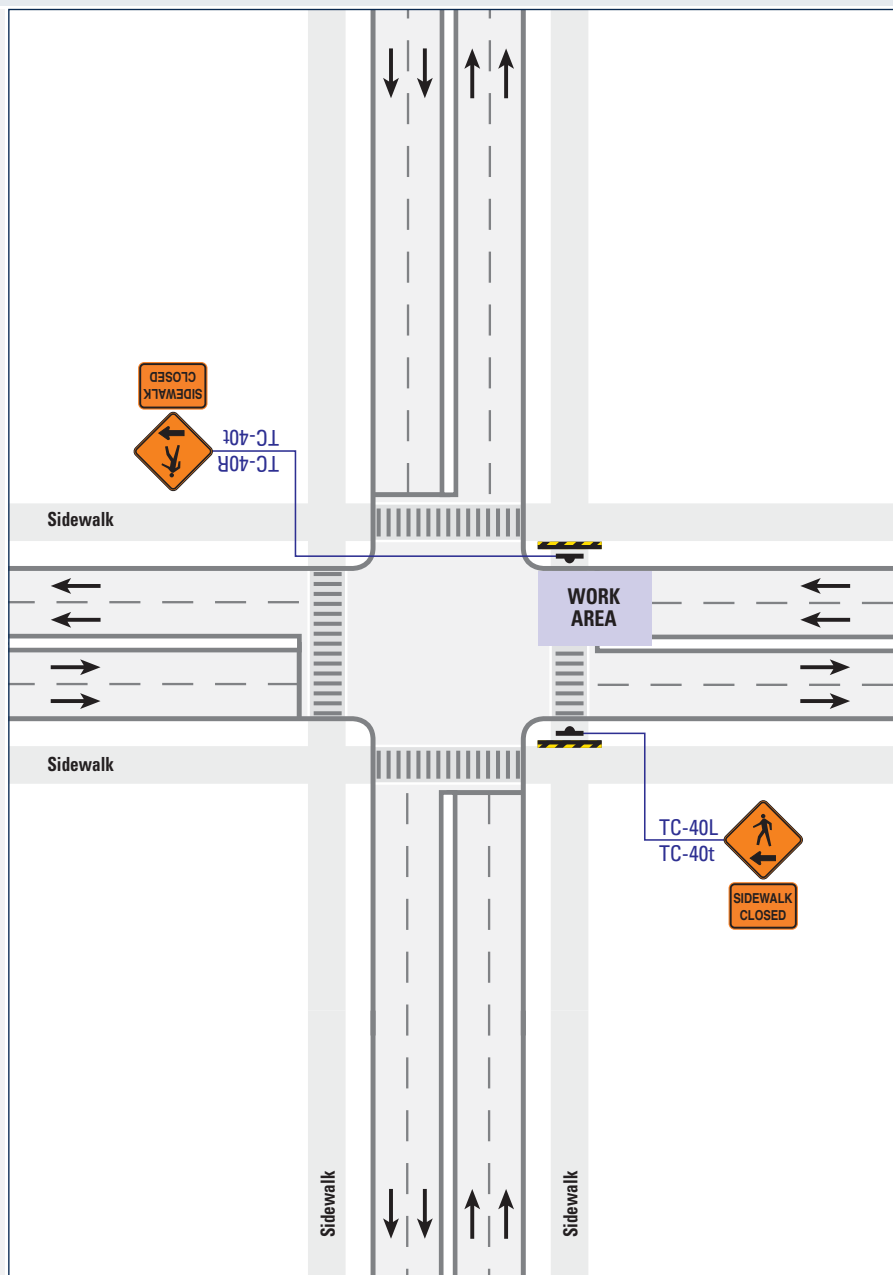 SIDEWALK
CLOSED
TC-40R
TC-40t
Sidewalk
WORK
AREA
Sidewalk
TC-40L
TC-40t
SIDEWALK
CLOSED
Sidewalk
Sidewalk